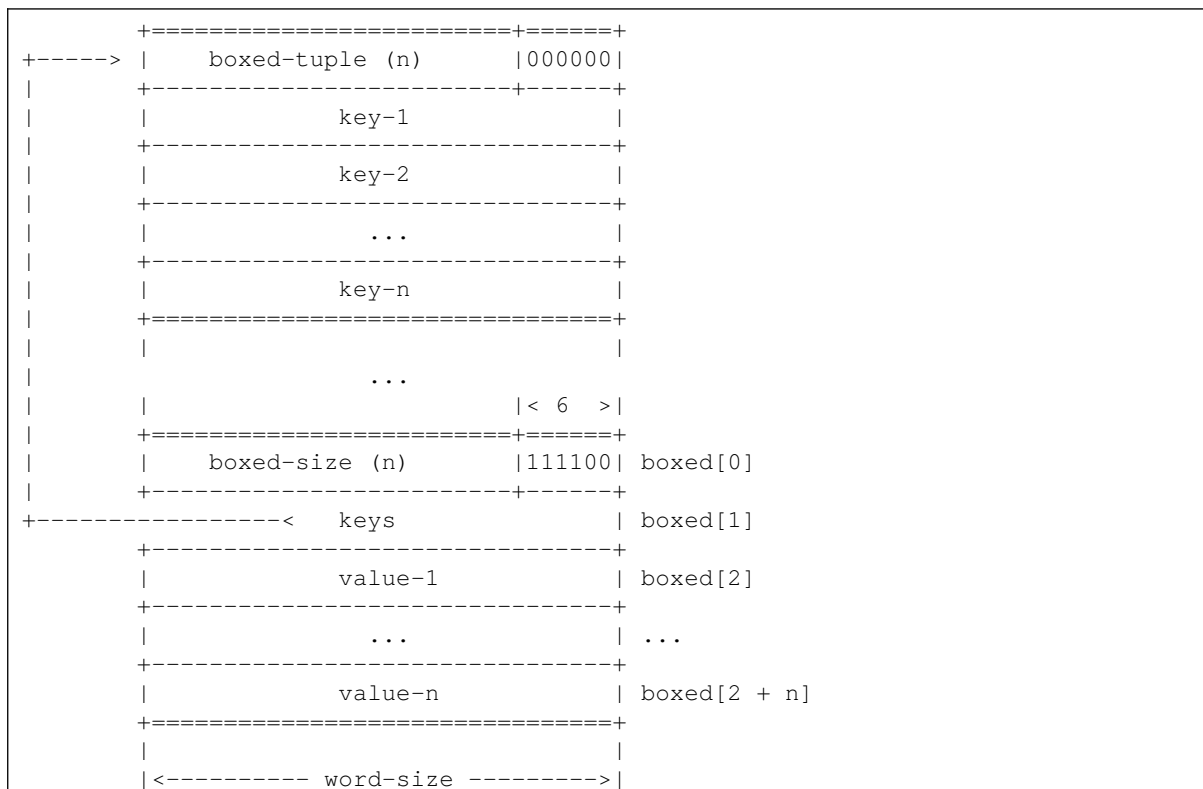 +=========================+======+
+-----> |    boxed-tuple (n)      |000000|
|       +-------------------------+------+
|       |             key-1              |
|       +--------------------------------+
|       |             key-2              |
|       +--------------------------------+
|       |               ...              |
|       +--------------------------------+
|       |             key-n              |
|       +================================+
|       |                                |
|                       ...
|       |                         |< 6  >|
|       +=========================+======+
|       |    boxed-size (n)       |111100| boxed[0]
|       +-------------------------+------+
+-----------------<   keys               | boxed[1]
        +--------------------------------+
        |             value-1            | boxed[2]
        +--------------------------------+
        |               ...              | ...
        +--------------------------------+
        |             value-n            | boxed[2 + n]
        +================================+
        |                                |
        |<---------- word-size --------->|